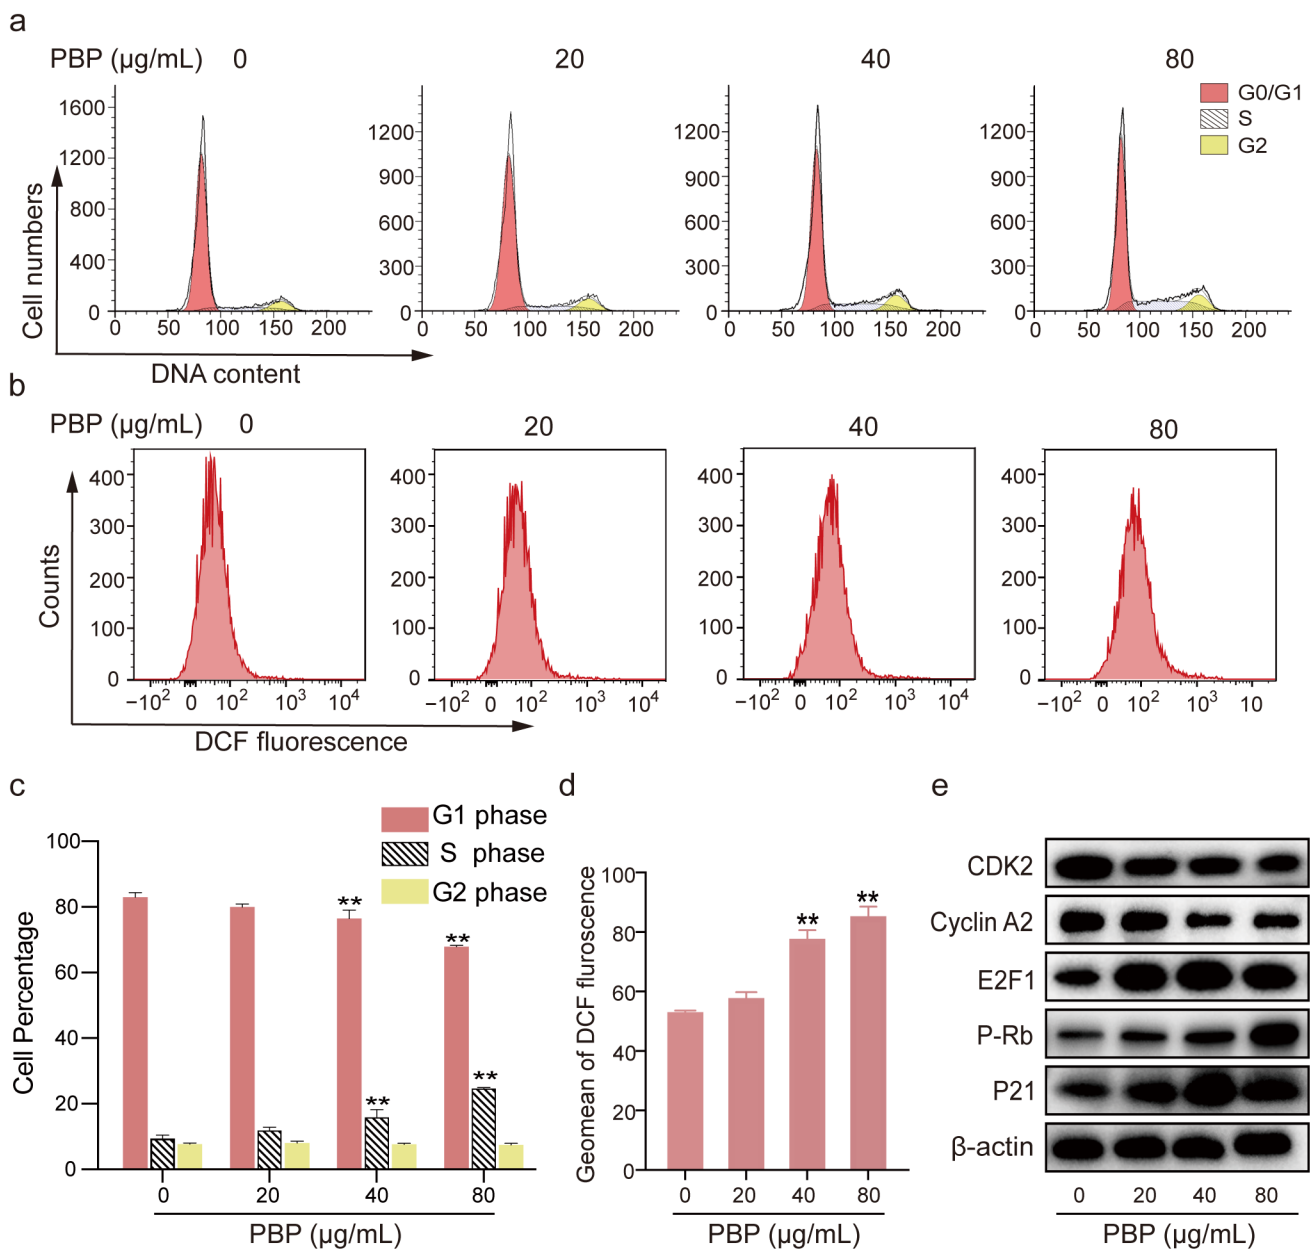 a
PBP (μg/mL) 0 20 40 80
G0/G1
S
G2
1600
1200
800
400
0
1200
900
600
300
0
1200
900
600
300
0
1200
900
600
300
0
0 50 100 150 200
0 50 100 150 200
0 50 100 150 200
0 50 100 150 200
Cell numbers
DNA content
b
PBP (μg/mL) 0 20 40 80
400
300
200
100
0
400
300
200
100
0
400
300
200
100
0
400
300
200
100
0
−10² 0 10² 10³ 10⁴
−10² 0 10² 10³ 10⁴
−10² 0 10² 10³ 10⁴
−10² 0 10² 10³ 10
Counts
DCF fluorescence
c
G1 phase
S phase
G2 phase
100
80
60
40
20
0
Cell Percentage
** **
** **
0 20 40 80
PBP (μg/mL)
d
100
80
60
40
20
0
Geomean of DCF fluroscence
** **
0 20 40 80
PBP (μg/mL)
e
CDK2
Cyclin A2
E2F1
P-Rb
P21
β-actin
0 20 40 80
PBP (μg/mL)